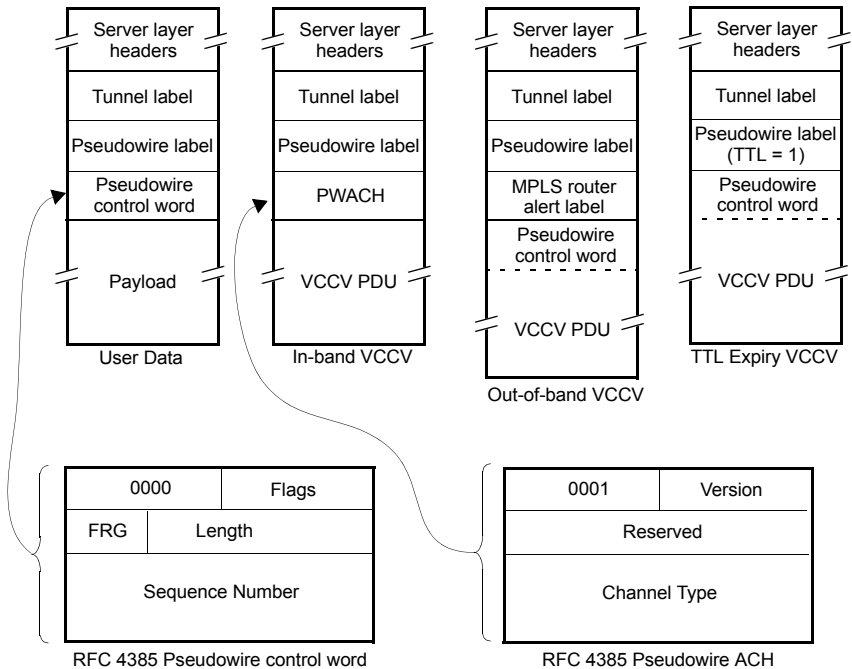 Server layer
headers
Tunnel label
Pseudowire label
Pseudowire
control word
Payload
User Data
Server layer
headers
Tunnel label
Pseudowire label
PWACH
VCCV PDU
In-band VCCV
Server layer
headers
Tunnel label
Pseudowire label
MPLS router
alert label
Pseudowire
control word
VCCV PDU
Out-of-band VCCV
Server layer
headers
Tunnel label
Pseudowire label
(TTL = 1)
Pseudowire
control word
VCCV PDU
TTL Expiry VCCV
0000 Flags
FRG Length
Sequence Number
RFC 4385 Pseudowire control word
0001 Version
Reserved
Channel Type
RFC 4385 Pseudowire ACH